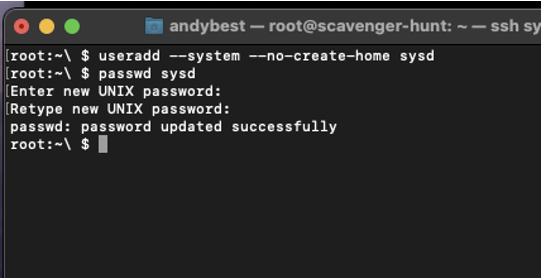 andybest — root@scavenger-hunt: ~ — ssh sy
[root:~\ $ useradd --system --no-create-home sysd
[root:~\ $ passwd sysd
[Enter new UNIX password:
[Retype new UNIX password:
passwd: password updated successfully
root:~\ $